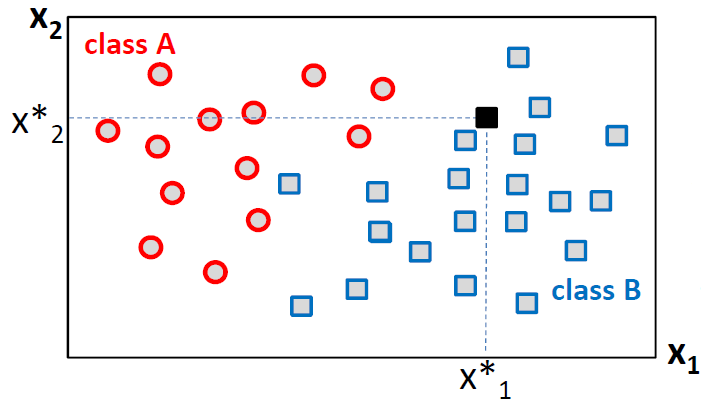 x₂
class A
x*₂
class B
x₁
x*₁